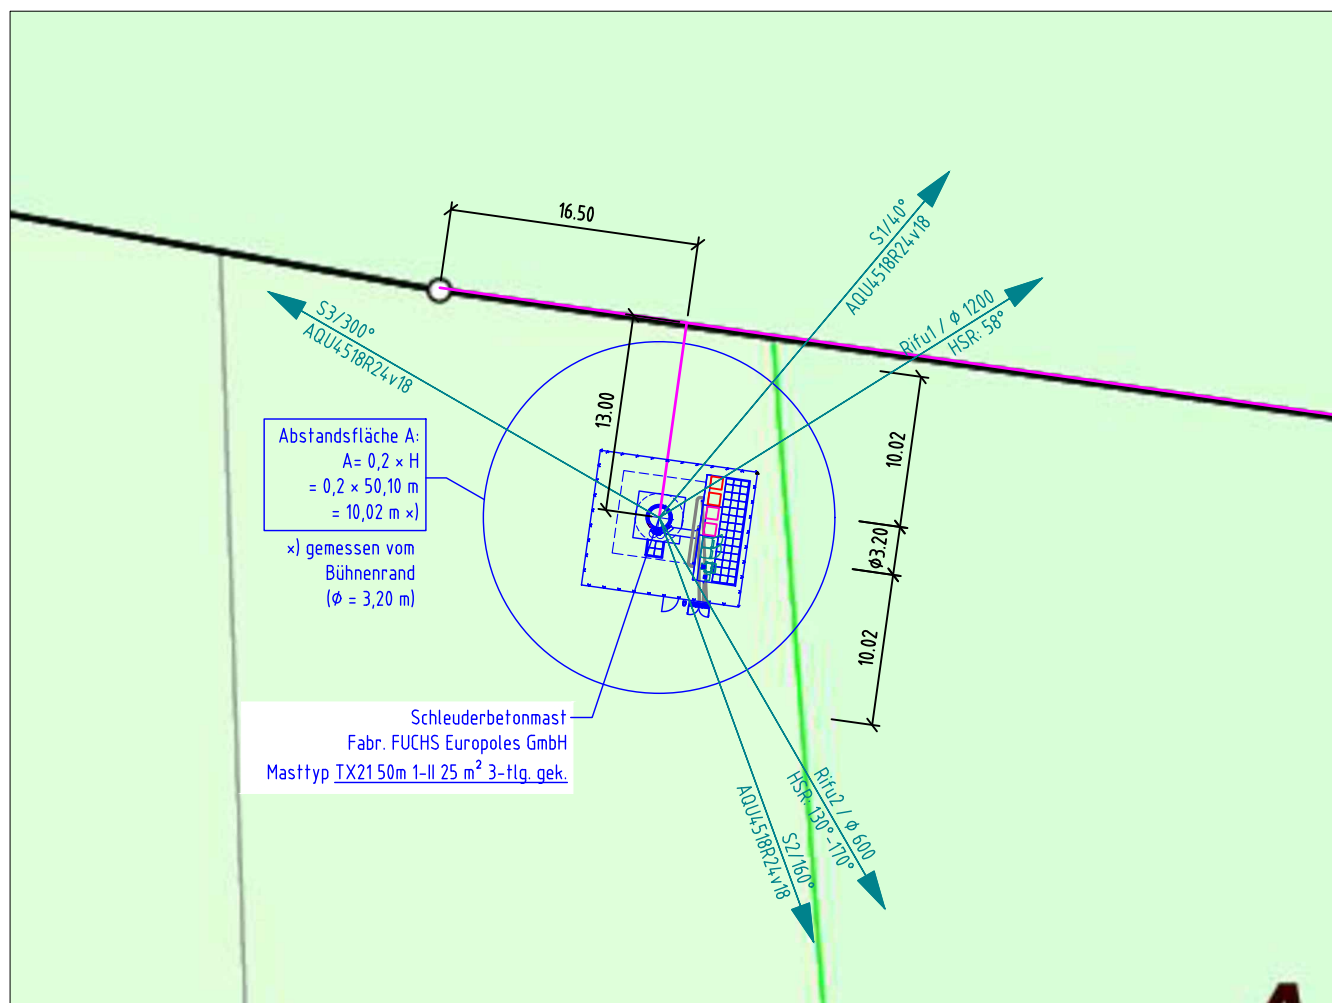 16.50
S1/40°
AQU4518R24v18
Rifu1 / ϕ 1200
HSR: 58°
S3/300°
AQU4518R24v18
13.00
10.02
ϕ3.20
10.02
Abstandsfläche A:
A= 0,2 × H
= 0,2 × 50,10 m
= 10,02 m ×)
×) gemessen vom
Bühnenrand
(ϕ = 3,20 m)
Schleuderbetonmast
Fabr. FUCHS Europoles GmbH
Masttyp TX21 50m 1-II 25 m² 3-tlg. gek.
Rifu2 / ϕ 600
HSR: 130°-170°
S2/160°
AQU4518R24v18